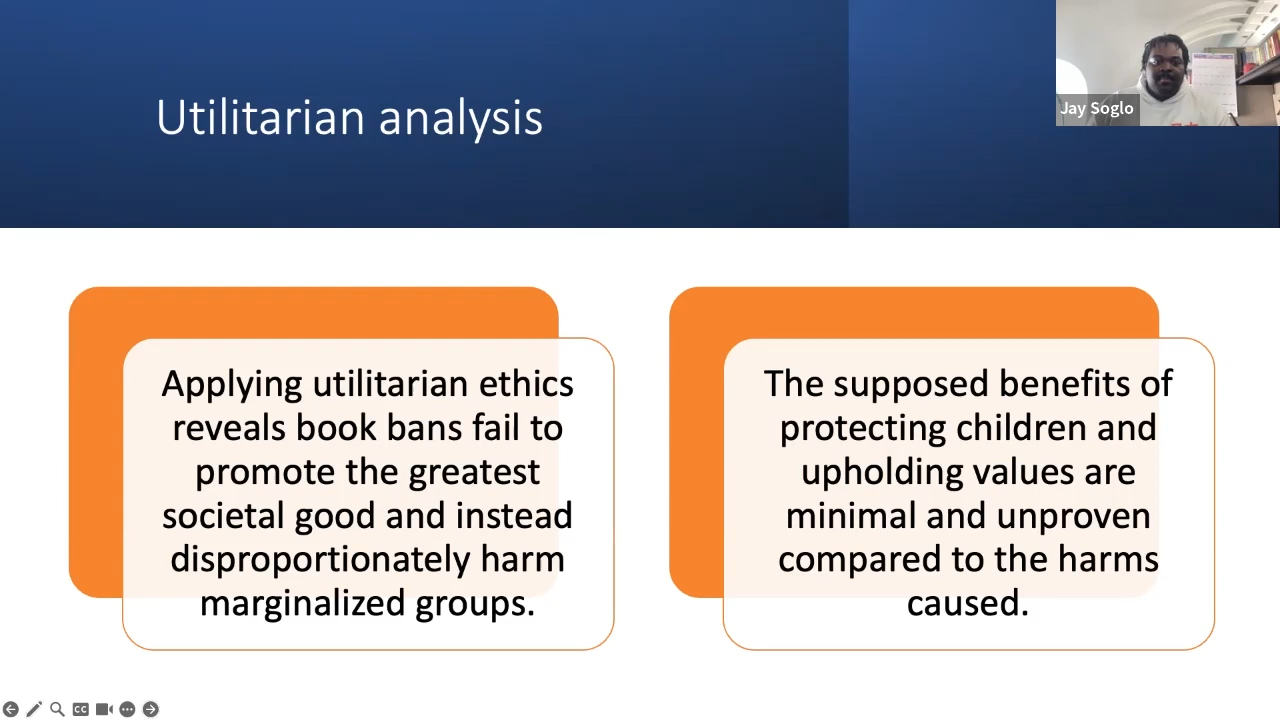 Utilitarian analysis
Jay Soglo
Applying utilitarian ethics
reveals book bans fail to
promote the greatest
societal good and instead
disproportionately harm
marginalized groups.
The supposed benefits of
protecting children and
upholding values are
minimal and unproven
compared to the harms
caused.
CC